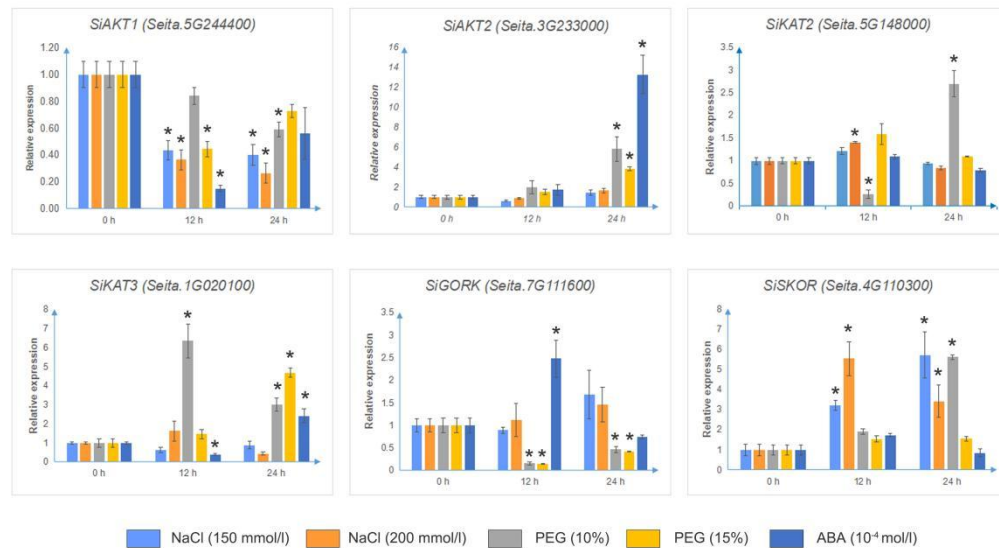 SiAKT1 (Seita.5G244400)
Relative expression
1.20
1.00
0.80
0.60
0.40
0.20
0.00
* * * *
* * *
0 h 12 h 24 h
SiAKT2 (Seita.3G233000)
Relative expression
16
14
12
10
8
6
4
2
0
* * *
0 h 12 h 24 h
SiKAT2 (Seita.5G148000)
Relative expression
3.5
3
2.5
2
1.5
1
0.5
0
* *
*
0 h 12 h 24 h
SiKAT3 (Seita.1G020100)
Relative expression
8
7
6
5
4
3
2
1
0
* *
* * *
0 h 12 h 24 h
SiGORK (Seita.7G111600)
Relative expression
3.5
3
2.5
2
1.5
1
0.5
0
* * *
* *
0 h 12 h 24 h
SiSKOR (Seita.4G110300)
Relative expression
8
7
6
5
4
3
2
1
0
* *
* * *
0 h 12 h 24 h
NaCl (150 mmol/l) NaCl (200 mmol/l) PEG (10%) PEG (15%) ABA (10⁻⁴ mol/l)